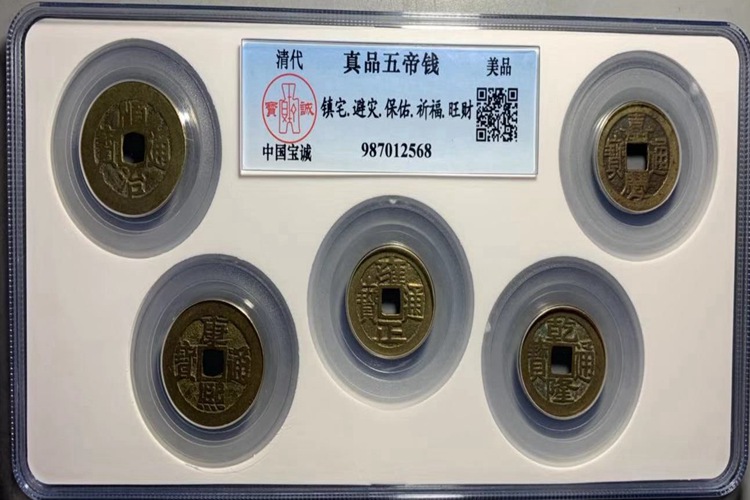 清代 真品五帝钱 美品
寶 誠
镇宅,避灾,保佑,祈福,旺财
中国宝诚 987012568
順治通寶
嘉慶通寶
康熙通寶
雍正通寶
乾隆通寶